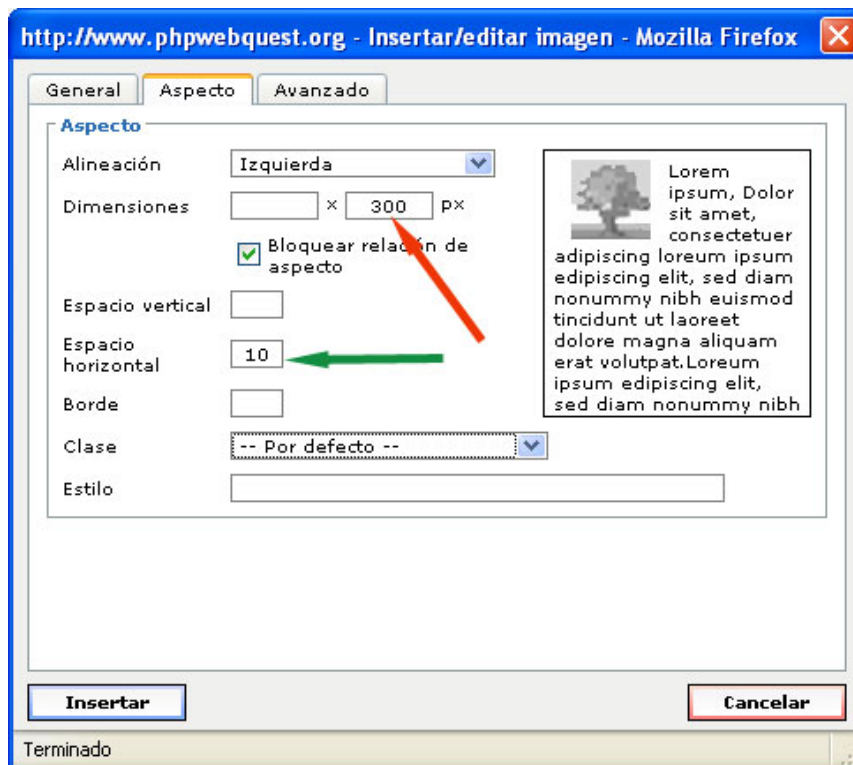 http://www.phpwebquest.org - Insertar/editar imagen - Mozilla Firefox
General Aspecto Avanzado
Aspecto
Alineación Izquierda
Dimensiones x 300 px
Bloquear relación de
aspecto
Espacio vertical
Espacio
horizontal 10
Borde
Clase -- Por defecto --
Estilo
Lorem
ipsum, Dolor
sit amet,
consectetuer
adipiscing loreum ipsum
edipiscing elit, sed diam
nonummy nibh euismod
tincidunt ut laoreet
dolore magna aliquam
erat volutpat.Loreum
ipsum edipiscing elit,
sed diam nonummy nibh
Insertar Cancelar
Terminado